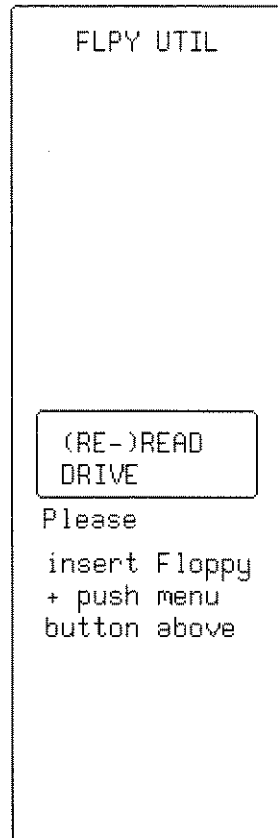 FLPY UTIL
(RE-)READ
DRIVE
Please
insert Floppy
+ push menu
button above